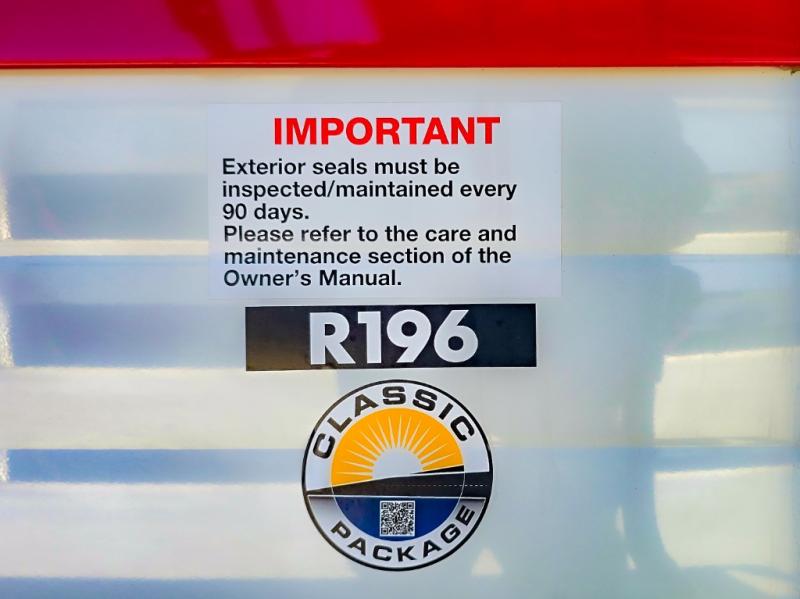 IMPORTANT
Exterior seals must be
inspected/maintained every
90 days.
Please refer to the care and
maintenance section of the
Owner's Manual.
R196
CLASSIC
PACKAGE